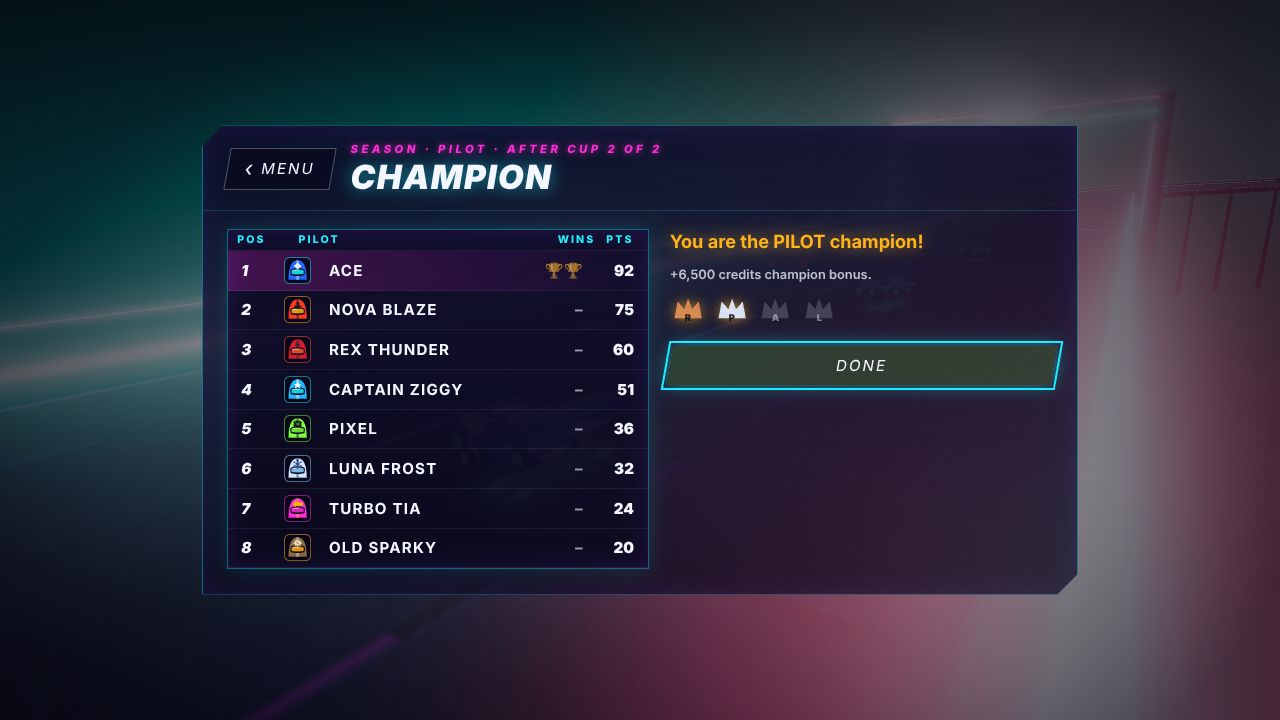 ‹ MENU
SEASON · PILOT · AFTER CUP 2 OF 2
CHAMPION
POS PILOT WINS PTS
1 ACE 92
2 NOVA BLAZE – 75
3 REX THUNDER – 60
4 CAPTAIN ZIGGY – 51
5 PIXEL – 36
6 LUNA FROST – 32
7 TURBO TIA – 24
8 OLD SPARKY – 20
You are the PILOT champion!
+6,500 credits champion bonus.
R P A L
DONE